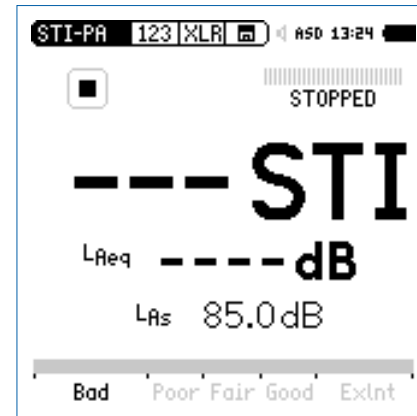 STI-PA 123 XLR ASD 13:24
STOPPED
--- STI
LAeq ----dB
LAs 85.0dB
Bad Poor Fair Good Exlnt